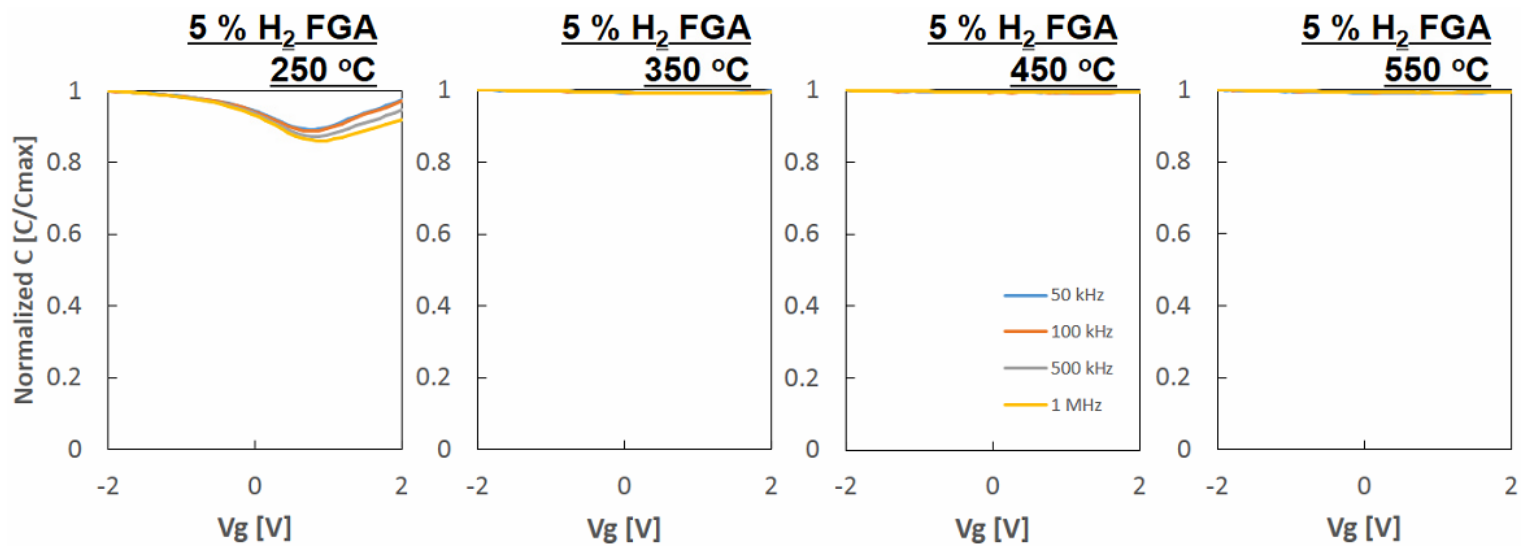 5 % H₂ FGA
250 °C
Normalized C [C/Cmax]
1
0.8
0.6
0.4
0.2
0
-2
0
2
Vg [V]
5 % H₂ FGA
350 °C
1
0.8
0.6
0.4
0.2
0
-2
0
2
Vg [V]
5 % H₂ FGA
450 °C
1
0.8
0.6
0.4
0.2
0
50 kHz
100 kHz
500 kHz
1 MHz
-2
0
2
Vg [V]
5 % H₂ FGA
550 °C
1
0.8
0.6
0.4
0.2
0
-2
0
2
Vg [V]